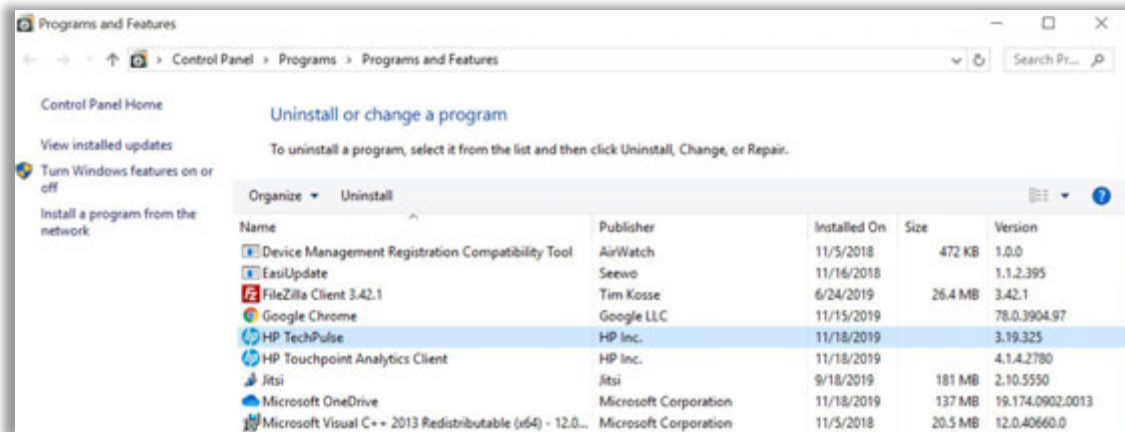 Programs and Features
Control Panel > Programs > Programs and Features
Search Pr...
Control Panel Home
View installed updates
Turn Windows features on or
off
Install a program from the
network
Uninstall or change a program
To uninstall a program, select it from the list and then click Uninstall, Change, or Repair.
Organize Uninstall
Name Publisher Installed On Size Version
Device Management Registration Compatibility Tool AirWatch 11/5/2018 472 KB 1.0.0
EasiUpdate Seewo 11/16/2018 1.1.2.395
FileZilla Client 3.42.1 Tim Kosse 6/24/2019 26.4 MB 3.42.1
Google Chrome Google LLC 11/15/2019 78.0.3904.97
HP TechPulse HP Inc. 11/18/2019 3.19.325
HP Touchpoint Analytics Client HP Inc. 11/18/2019 4.1.4.2780
Jitsi Jitsi 9/18/2019 181 MB 2.10.5550
Microsoft OneDrive Microsoft Corporation 11/18/2019 137 MB 19.174.0902.0013
Microsoft Visual C++ 2013 Redistributable (x64) - 12.0... Microsoft Corporation 11/5/2018 20.5 MB 12.0.40660.0